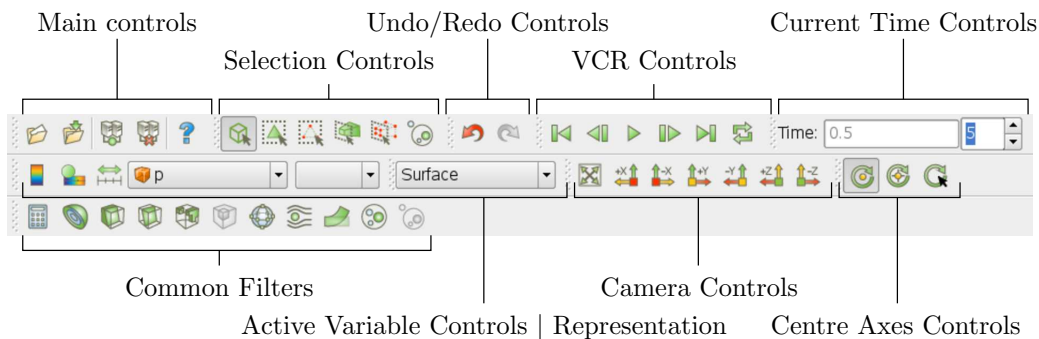 Main controls
Undo/Redo Controls
Current Time Controls
Selection Controls
VCR Controls
?
Time: 0.5
5
p
Surface
+X
-X
+Y
-Y
+Z
-Z
Common Filters
Camera Controls
Active Variable Controls | Representation
Centre Axes Controls